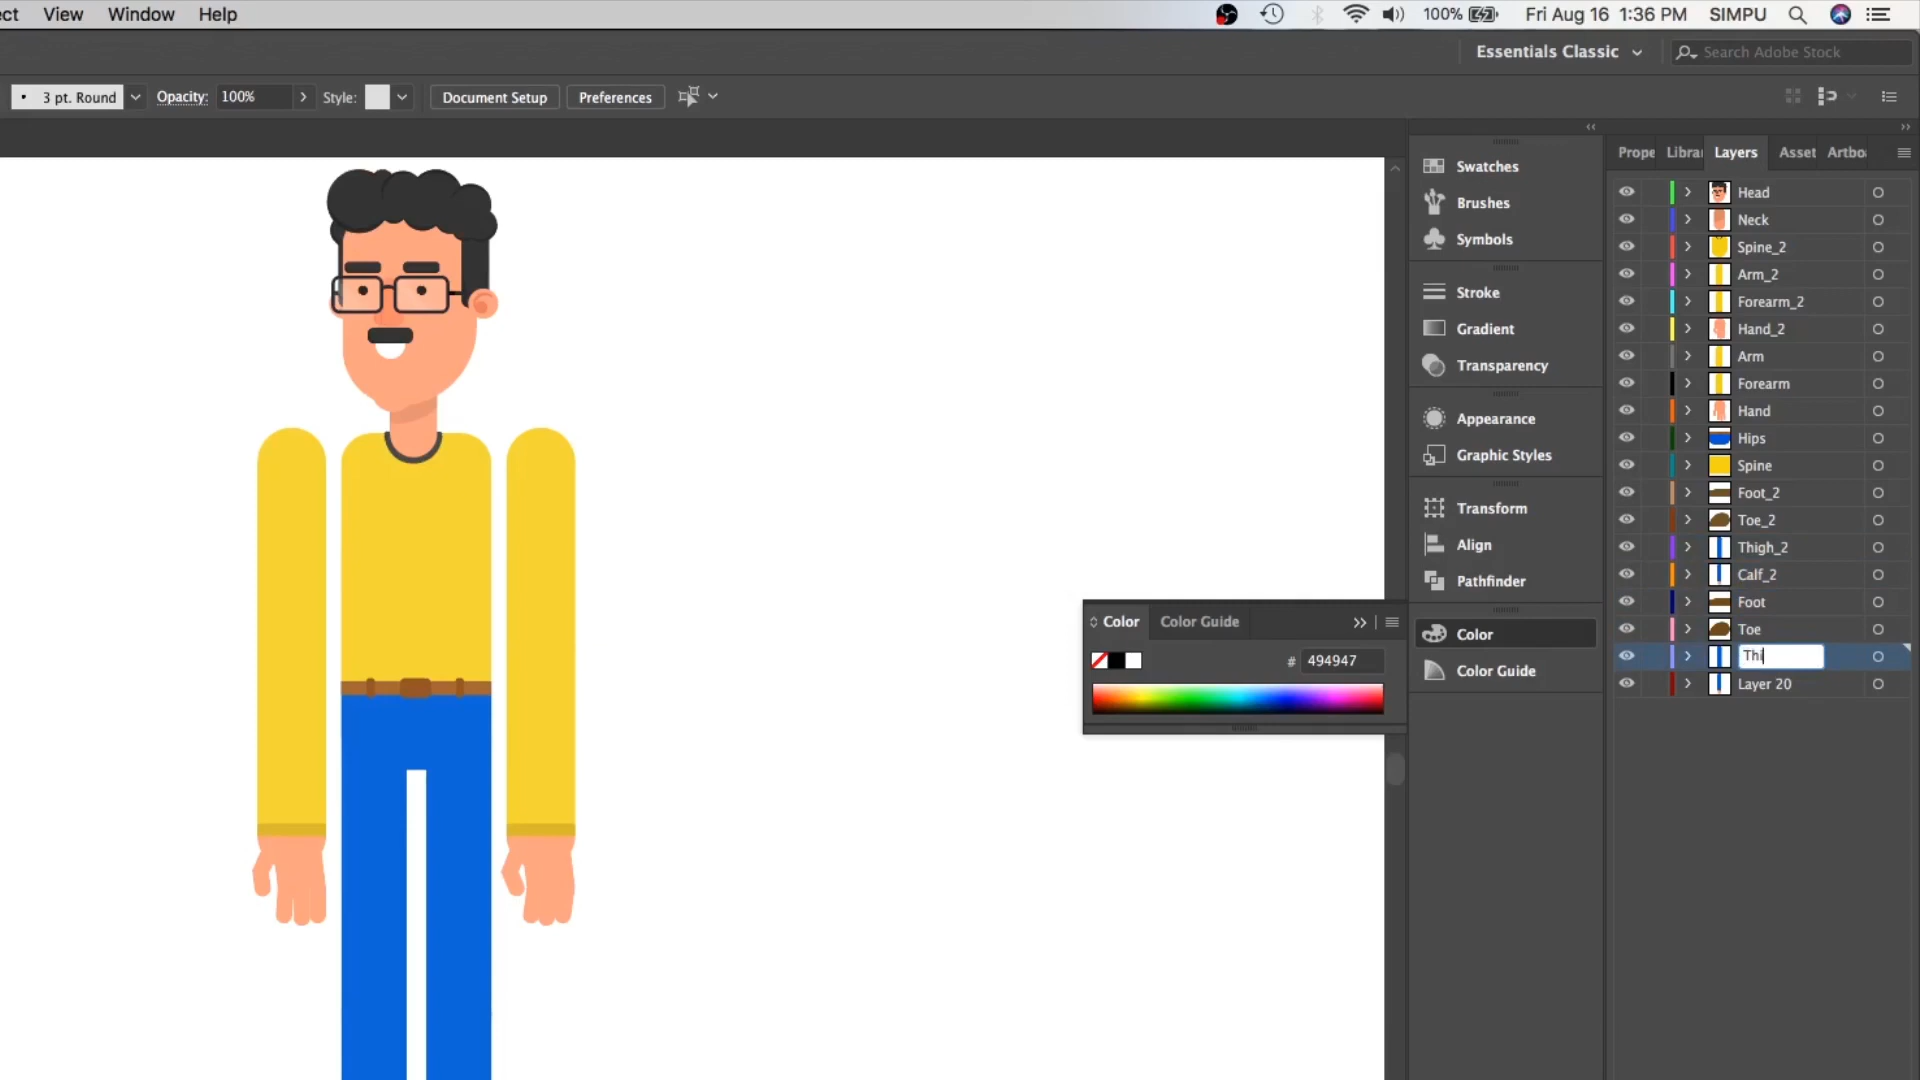 ect View Window Help 100% Fri Aug 16 1:36 PM SIMPU
Essentials Classic Search Adobe Stock
3 pt. Round Opacity: 100% Style: Document Setup Preferences
Swatches
Brushes
Symbols
Stroke
Gradient
Transparency
Appearance
Graphic Styles
Transform
Align
Pathfinder
Color
Color Guide
Color Color Guide
# 494947
Prope Librar Layers Asset Artbo
Head
Neck
Spine_2
Arm_2
Forearm_2
Hand_2
Arm
Forearm
Hand
Hips
Spine
Foot_2
Toe_2
Thigh_2
Calf_2
Foot
Toe
Thi
Layer 20